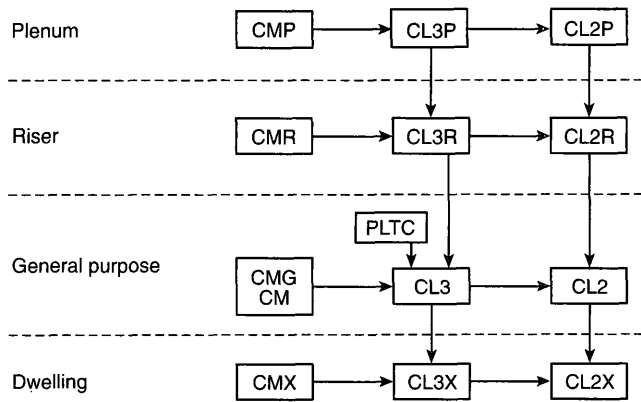 Plenum
CMP
CL3P
CL2P
Riser
CMR
CL3R
CL2R
PLTC
General purpose
CMG
CM
CL3
CL2
Dwelling
CMX
CL3X
CL2X